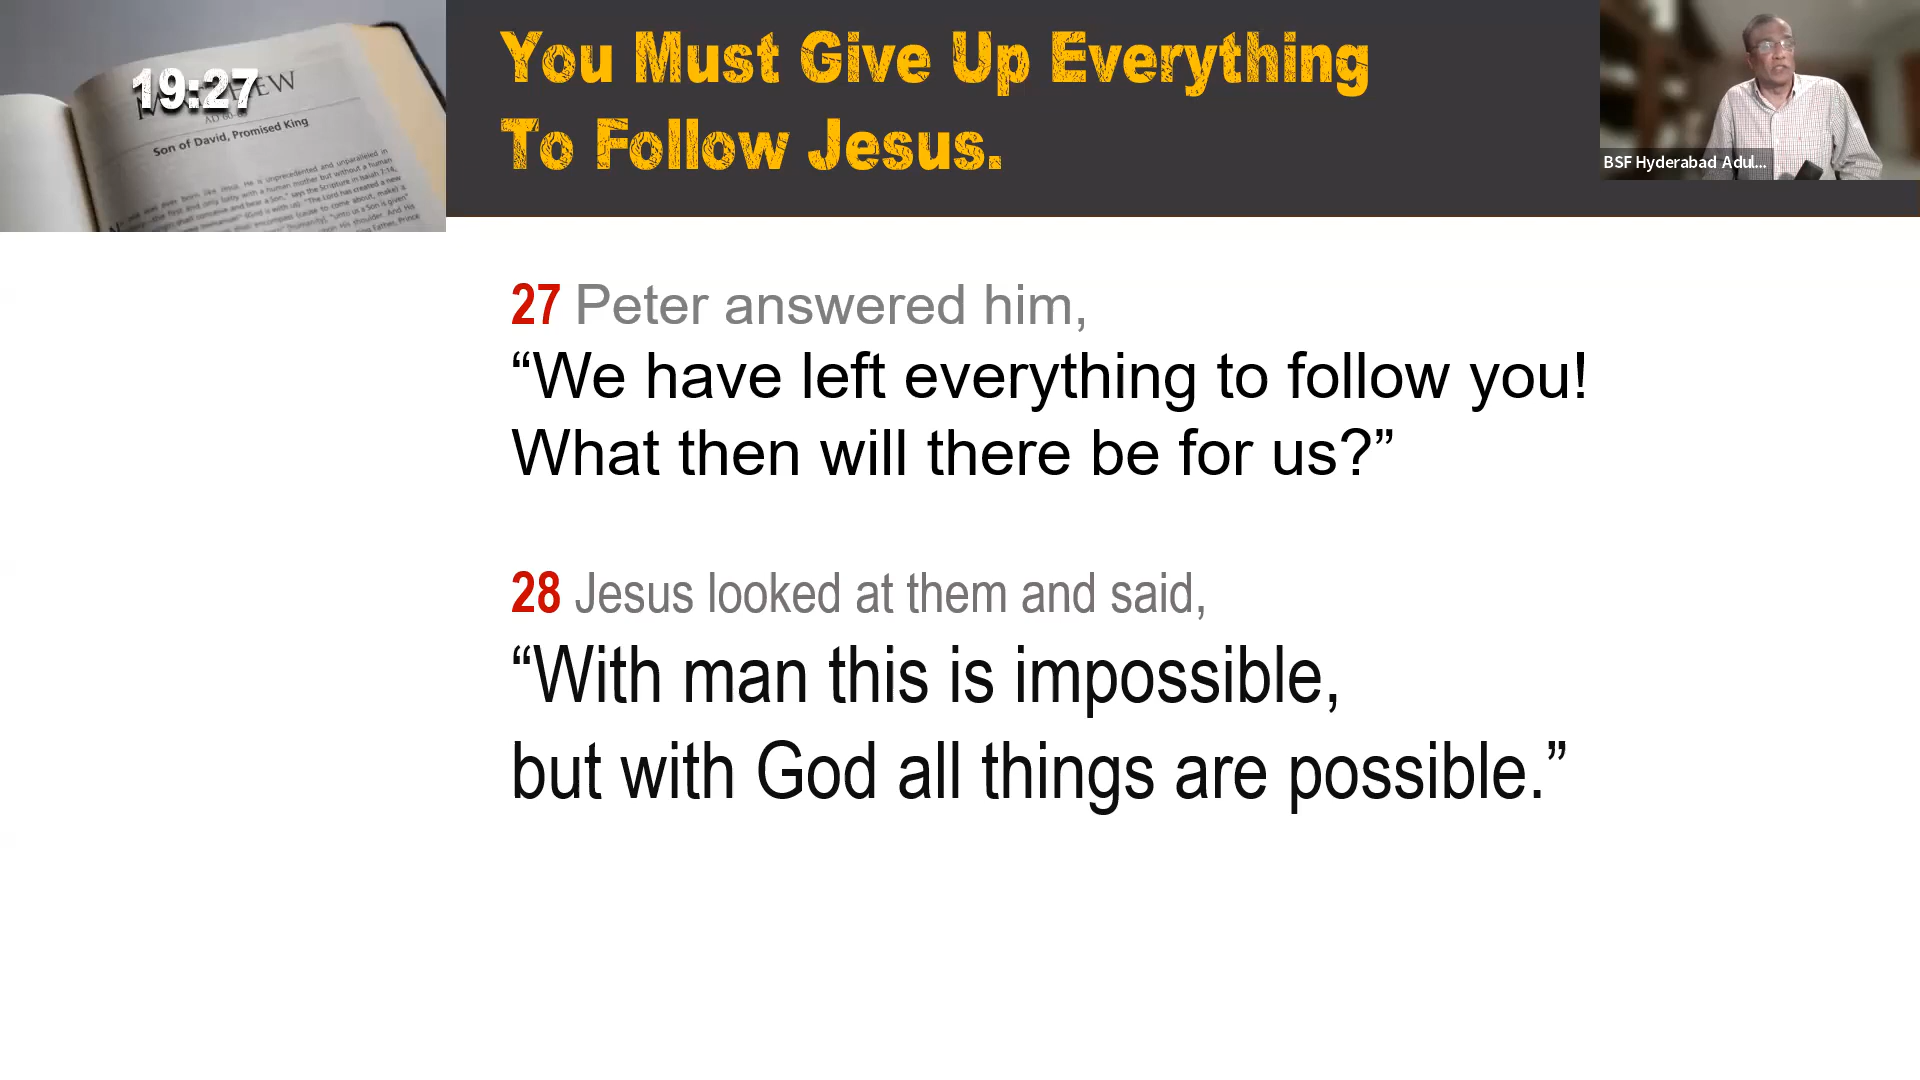 19:27
AD 60-
Son of David, Promised King
You Must Give Up Everything
To Follow Jesus.
BSF Hyderabad Adul...
27 Peter answered him,
“We have left everything to follow you!
What then will there be for us?”
28 Jesus looked at them and said,
“With man this is impossible,
but with God all things are possible.”